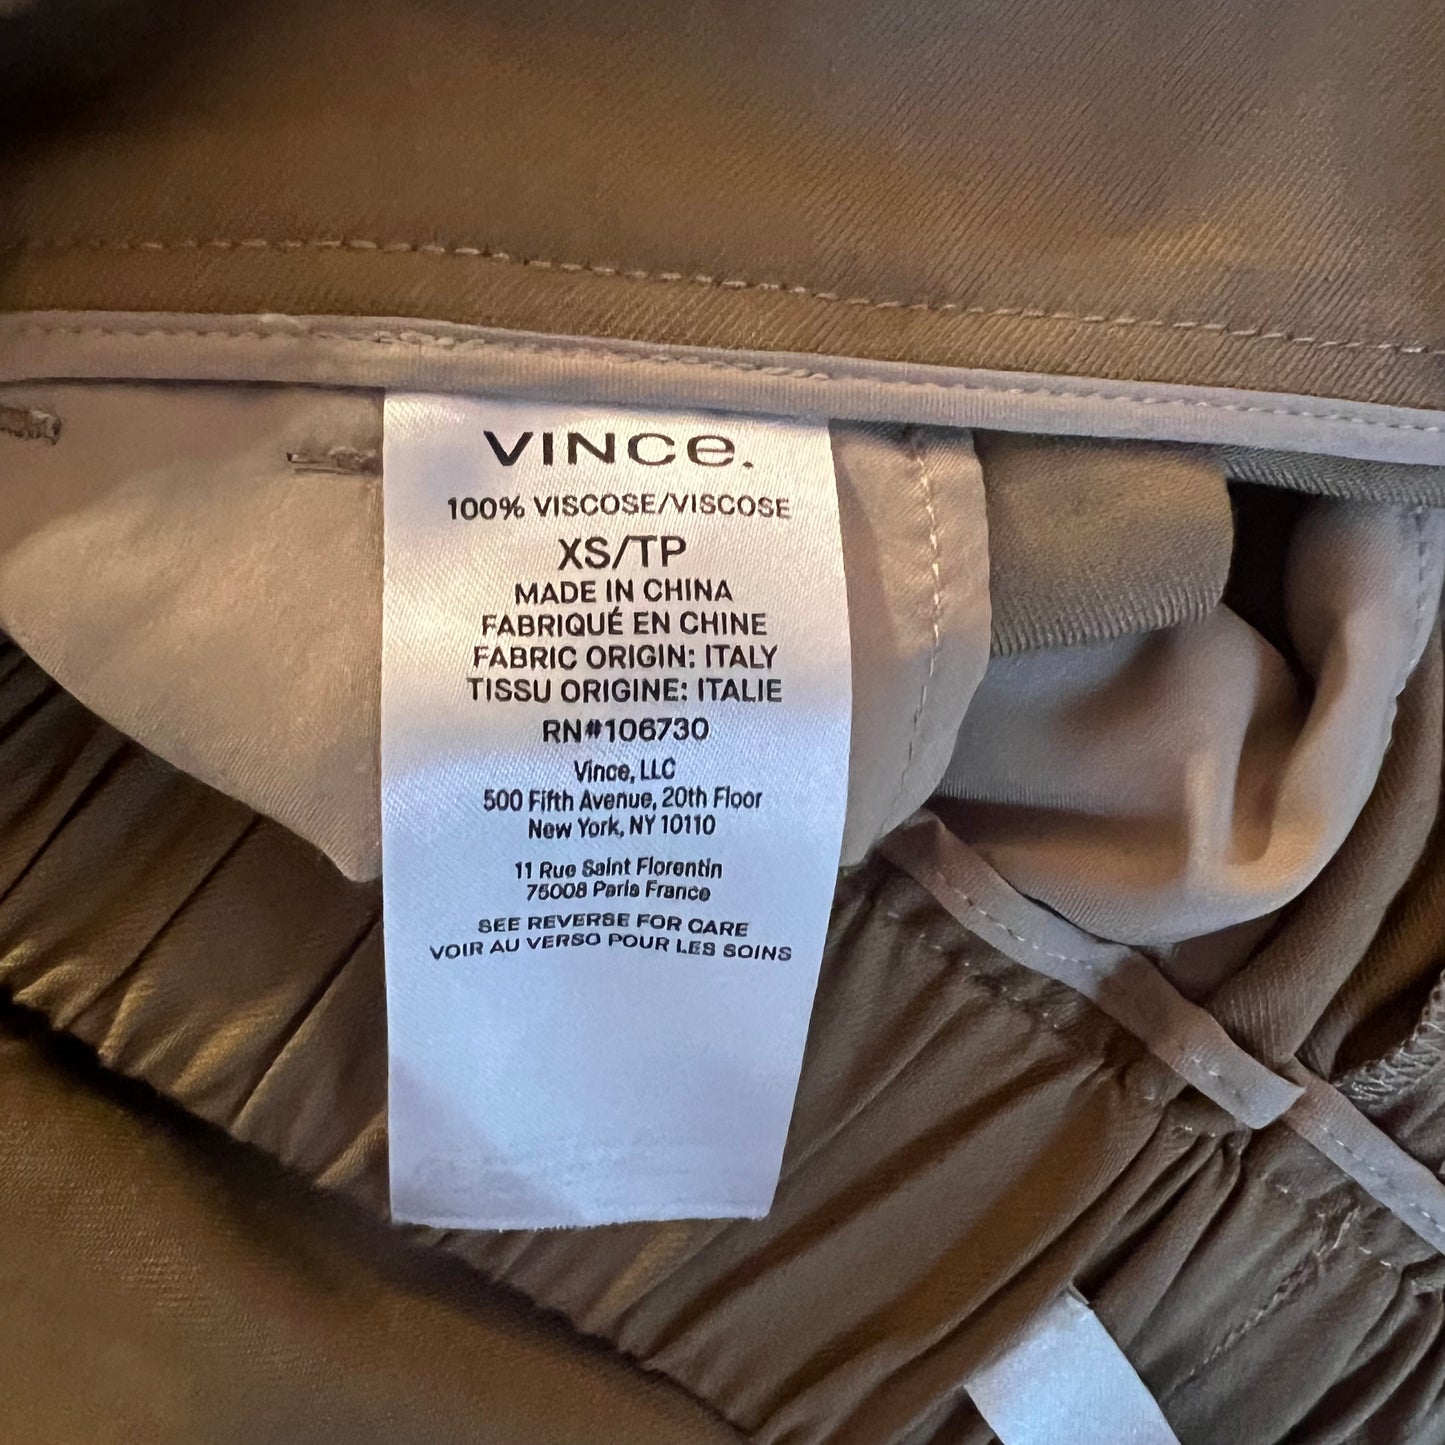 VINCe.
100% VISCOSE/VISCOSE
XS/TP
MADE IN CHINA
FABRIQUÉ EN CHINE
FABRIC ORIGIN: ITALY
TISSU ORIGINE: ITALIE
RN#106730
Vince, LLC
500 Fifth Avenue, 20th Floor
New York, NY 10110
11 Rue Saint Florentin
75008 Paris France
SEE REVERSE FOR CARE
VOIR AU VERSO POUR LES SOINS